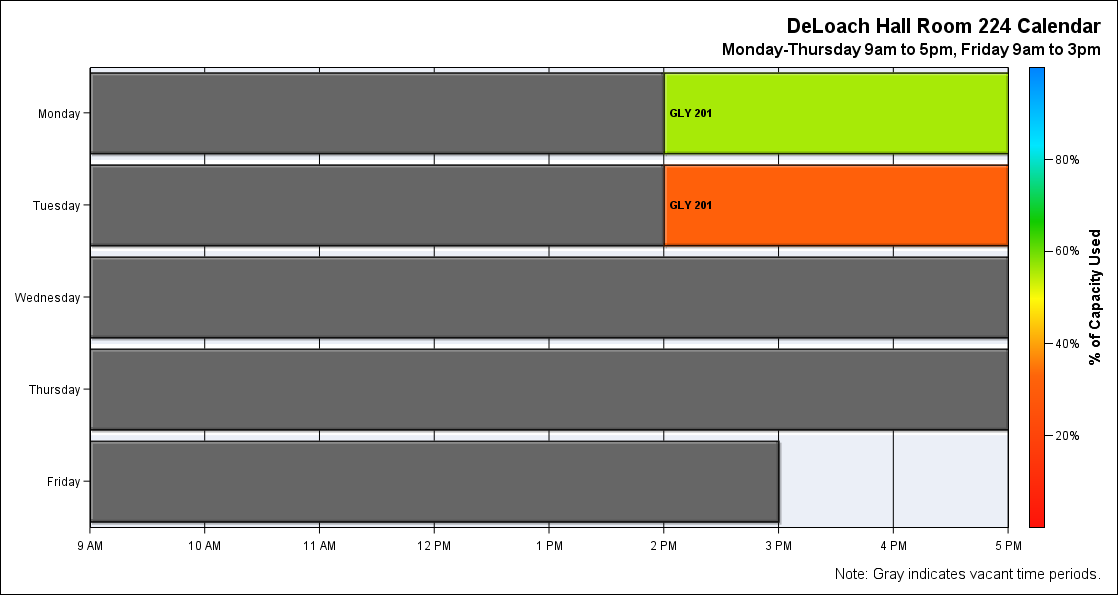 DeLoach Hall Room 224 Calendar
Monday-Thursday 9am to 5pm, Friday 9am to 3pm
Monday
GLY 201
Tuesday
GLY 201
Wednesday
Thursday
Friday
9 AM 10 AM 11 AM 12 PM 1 PM 2 PM 3 PM 4 PM 5 PM
80%
60%
40%
20%
% of Capacity Used
Note: Gray indicates vacant time periods.